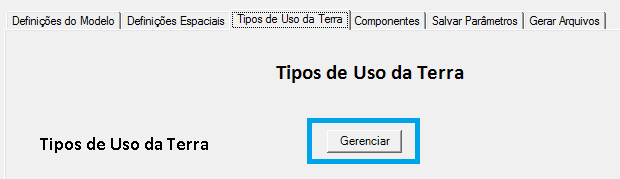 Definições do Modelo Definições Espaciais Tipos de Uso da Terra Componentes Salvar Parâmetros Gerar Arquivos
Tipos de Uso da Terra
Tipos de Uso da Terra Gerenciar